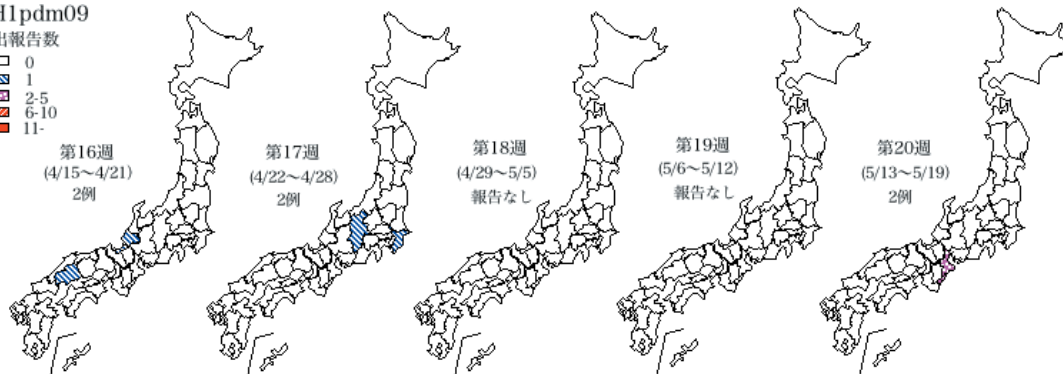 H1pdm09
出報告数
0
1
2-5
6-10
11-
第16週
(4/15～4/21)
2例
第17週
(4/22～4/28)
2例
第18週
(4/29～5/5)
報告なし
第19週
(5/6～5/12)
報告なし
第20週
(5/13～5/19)
2例